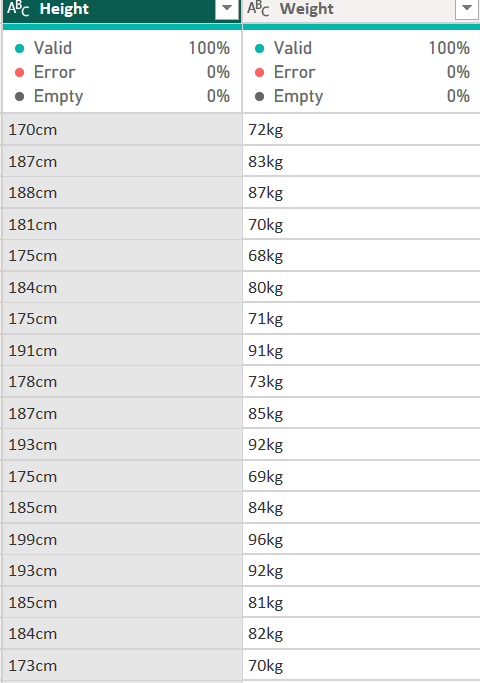 ABC Height ABC Weight
Valid 100% Valid 100%
Error 0% Error 0%
Empty 0% Empty 0%
170cm 72kg
187cm 83kg
188cm 87kg
181cm 70kg
175cm 68kg
184cm 80kg
175cm 71kg
191cm 91kg
178cm 73kg
187cm 85kg
193cm 92kg
175cm 69kg
185cm 84kg
199cm 96kg
193cm 92kg
185cm 81kg
184cm 82kg
173cm 70kg